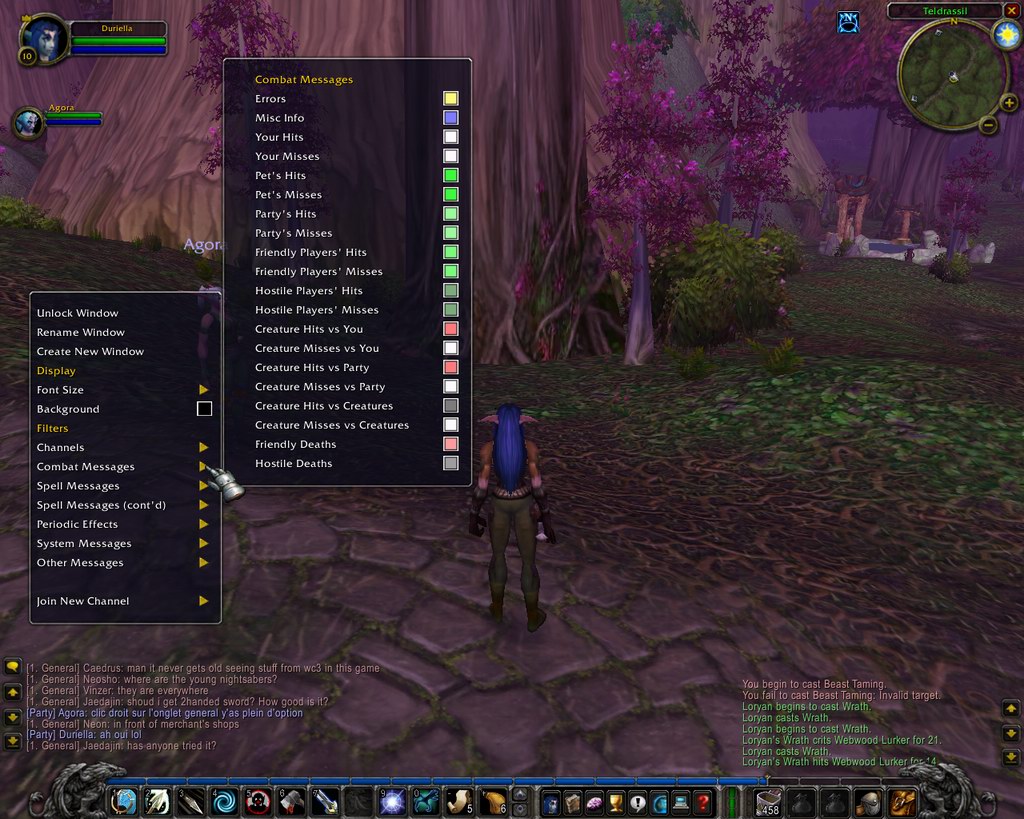 Duriella
10
Agora
Teldrassil
N
N
Agora
Combat Messages
Errors
Misc Info
Your Hits
Your Misses
Pet's Hits
Pet's Misses
Party's Hits
Party's Misses
Friendly Players' Hits
Friendly Players' Misses
Hostile Players' Hits
Hostile Players' Misses
Creature Hits vs You
Creature Misses vs You
Creature Hits vs Party
Creature Misses vs Party
Creature Hits vs Creatures
Creature Misses vs Creatures
Friendly Deaths
Hostile Deaths
Unlock Window
Rename Window
Create New Window
Display
Font Size
Background
Filters
Channels
Combat Messages
Spell Messages
Spell Messages (cont'd)
Periodic Effects
System Messages
Other Messages
Join New Channel
[1. General] Caedrus: man it never gets old seeing stuff from wc3 in this game
[1. General] Neosho: where are the young nightsabers?
[1. General] Vinzer: they are everywhere
[1. General] Jaedajin: shoud i get 2handed sword? How good is it?
[Party] Agora: clic droit sur l'onglet general y'as plein d'option
[1. General] Neon: in front of merchant's shops
[Party] Duriella: ah oui lol
[1. General] Jaedajin: has anyone tried it?
You begin to cast Beast Taming.
You fail to cast Beast Taming: Invalid target.
Loryan begins to cast Wrath.
Loryan casts Wrath.
Loryan begins to cast Wrath.
Loryan's Wrath crits Webwood Lurker for 21.
Loryan casts Wrath.
Loryan's Wrath hits Webwood Lurker for 14.
5
6
458